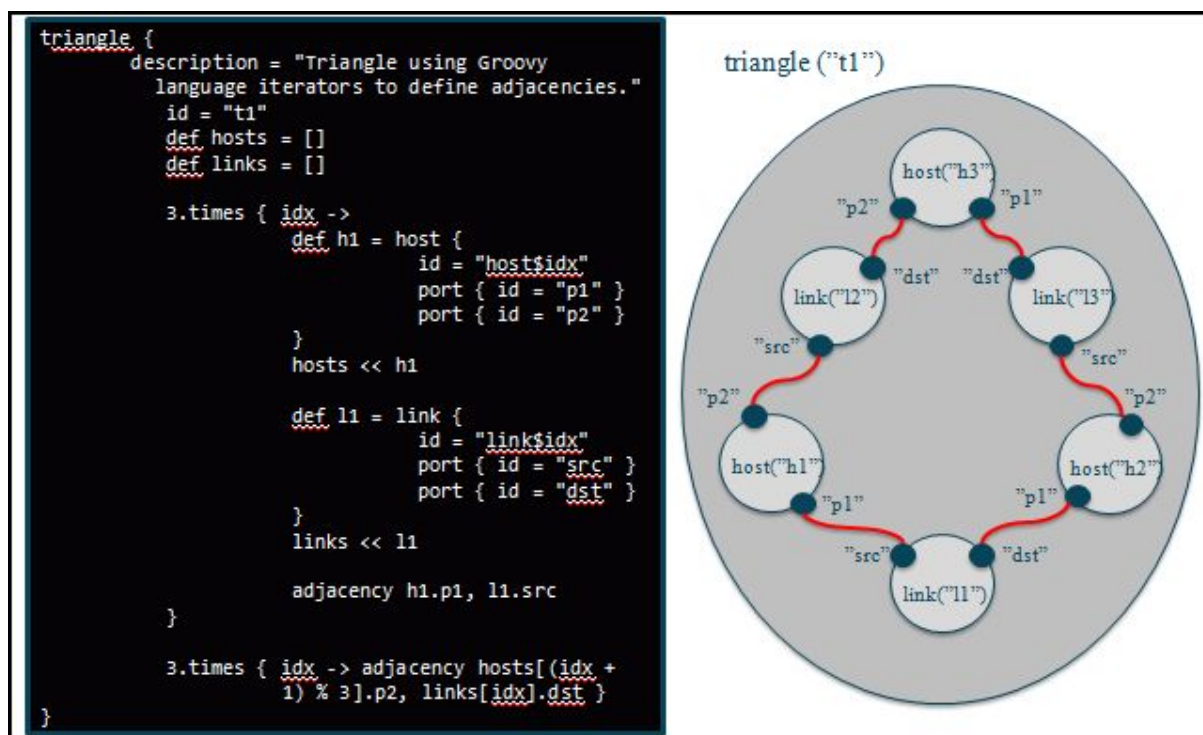 triangle {
description = "Triangle using Groovy
language iterators to define adjacencies."
id = "t1"
def hosts = []
def links = []
3.times { idx ->
def h1 = host {
id = "host$idx"
port { id = "p1" }
port { id = "p2" }
}
hosts << h1
def l1 = link {
id = "link$idx"
port { id = "src" }
port { id = "dst" }
}
links << l1
adjacency h1.p1, l1.src
}
3.times { idx -> adjacency hosts[(idx +
1) % 3].p2, links[idx].dst }
}
triangle (”t1”)
host(”h3”)
”p2”
”p1”
”dst”
”dst”
link(”l2”)
link(”l3”)
”src”
”src”
”p2”
”p2”
host(”h1”)
host(”h2”)
”p1”
”p1”
”src”
”dst”
link(”l1”)